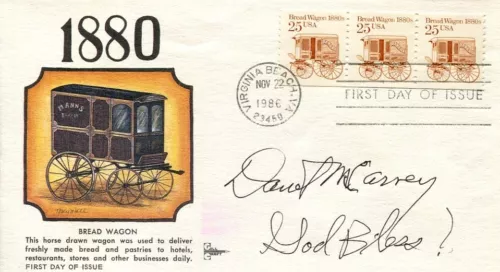 1880
Bread Wagon 1880s
25 USA
Bread Wagon 1880s
25 USA
Bread Wagon 1880s
25 USA
VIRGINIA BEACH, VA
NOV 22
1986
23450
FIRST DAY OF ISSUE
BREAD WAGON
This horse drawn wagon was used to deliver
freshly made bread and pastries to hotels,
restaurants, stores and other businesses daily.
FIRST DAY OF ISSUE
God Bless!